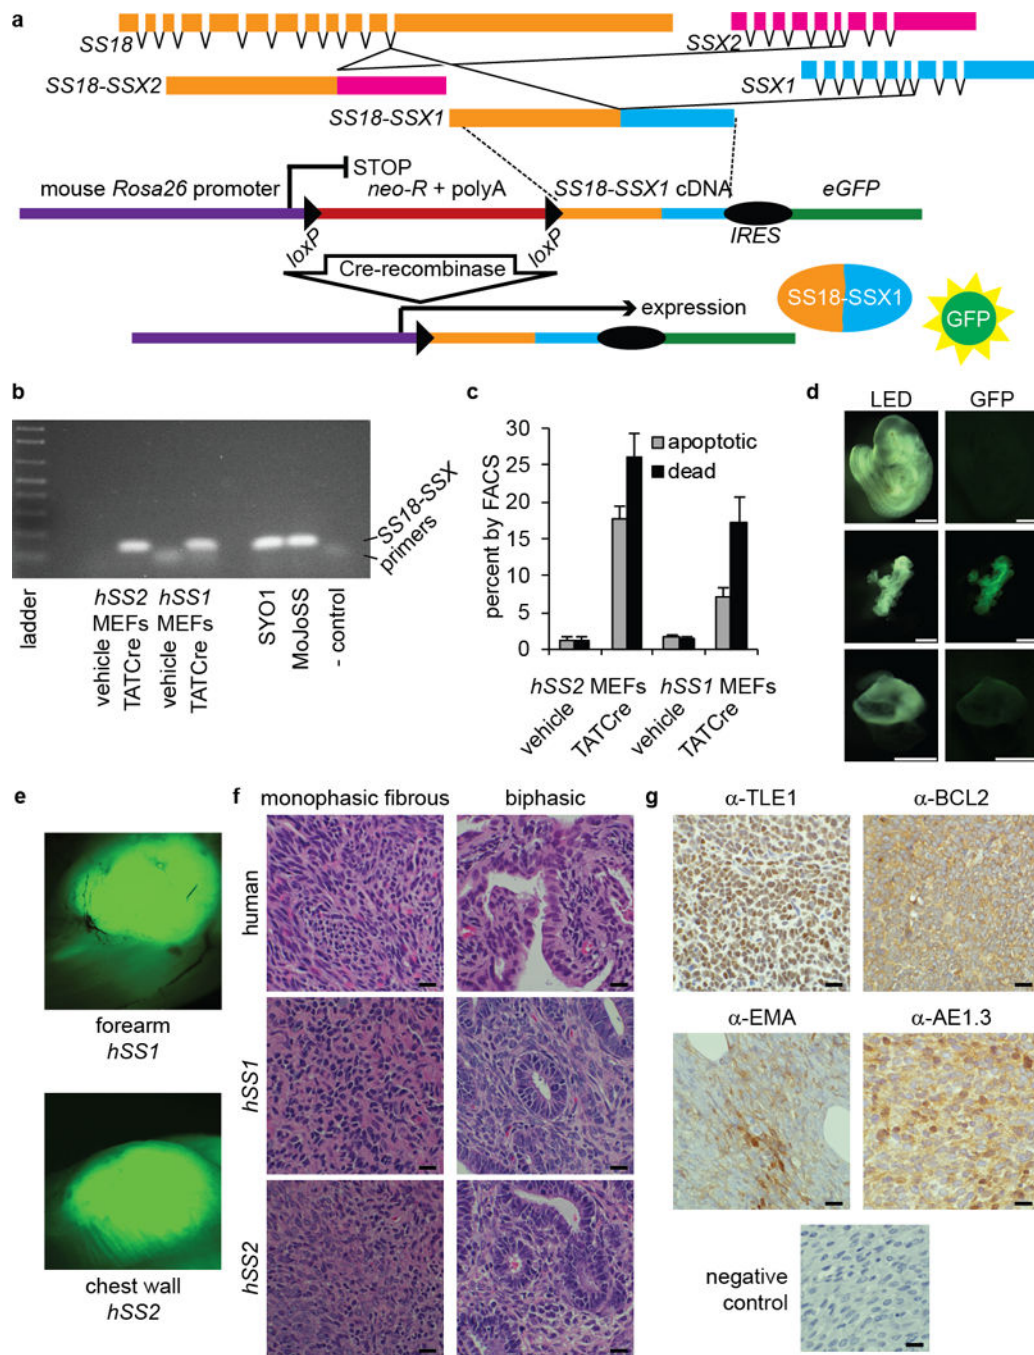 a
SS18
SSX2
SS18-SSX2
SSX1
SS18-SSX1
STOP
mouse Rosa26 promoter
neo-R + polyA
SS18-SSX1 cDNA
eGFP
loxP
loxP
IRES
Cre-recombinase
expression
SS18-SSX1
GFP
b
SS18-SSX
primers
ladder
hSS2
MEFs
vehicle
TATCre
hSS1
MEFs
vehicle
TATCre
SYO1
MoJoSS
- control
c
percent by FACS
30
25
20
15
10
5
0
apoptotic
dead
hSS2 MEFs
hSS1 MEFs
vehicle
TATCre
vehicle
TATCre
d
LED
GFP
e
forearm
hSS1
chest wall
hSS2
f
monophasic fibrous
biphasic
human
hSS1
hSS2
g
α-TLE1
α-BCL2
α-EMA
α-AE1.3
negative
control